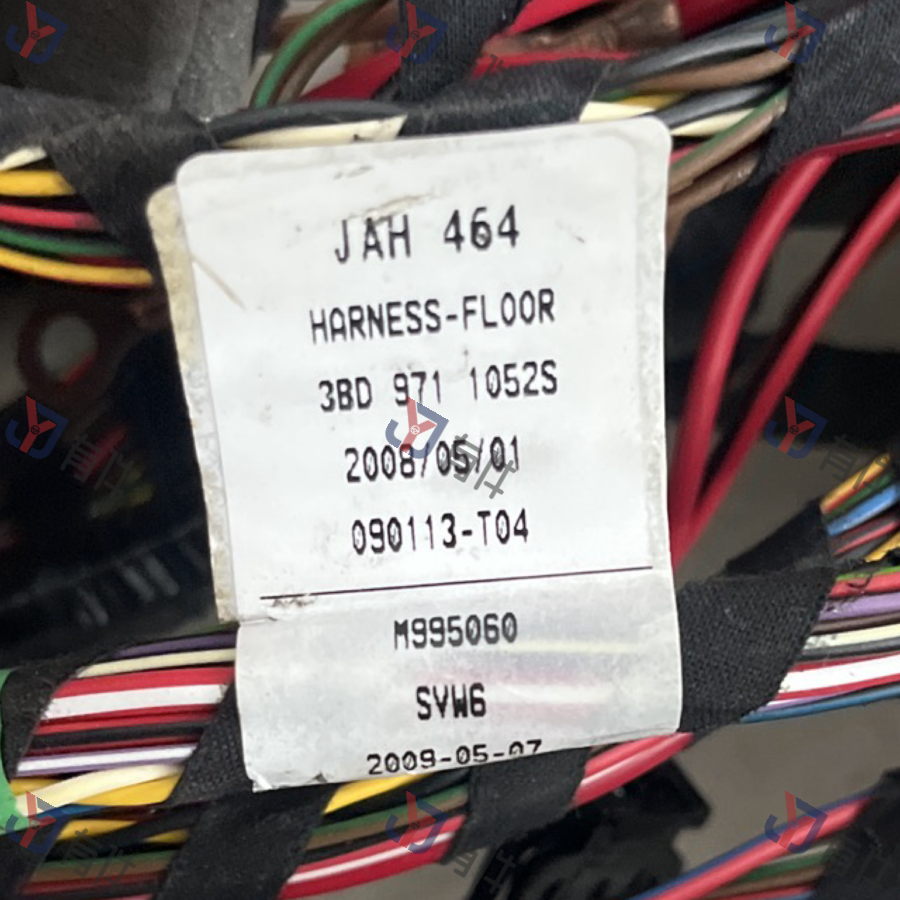 JAH 464
HARNESS-FLOOR
3BD 971 1052S
2008/05/01
090113-T04
M995060
SVW6
2009-05-07